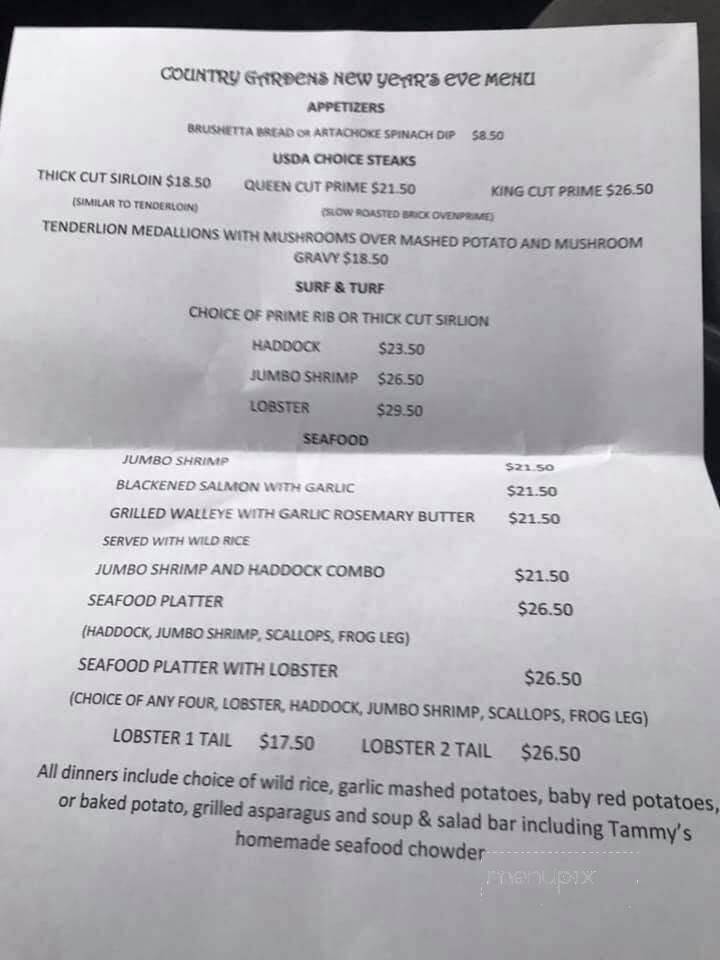 COUNTRY GARDENS NEW YEAR'S EVE MENU
APPETIZERS
BRUSHETTA BREAD OR ARTACHOKE SPINACH DIP $8.50
USDA CHOICE STEAKS
THICK CUT SIRLOIN $18.50 QUEEN CUT PRIME $21.50 KING CUT PRIME $26.50
(SIMILAR TO TENDERLOIN) (SLOW ROASTED BRICK OVENPRIME)
TENDERLION MEDALLIONS WITH MUSHROOMS OVER MASHED POTATO AND MUSHROOM
GRAVY $18.50
SURF & TURF
CHOICE OF PRIME RIB OR THICK CUT SIRLION
HADDOCK $23.50
JUMBO SHRIMP $26.50
LOBSTER $29.50
SEAFOOD
JUMBO SHRIMP $21.50
BLACKENED SALMON WITH GARLIC $21.50
GRILLED WALLEYE WITH GARLIC ROSEMARY BUTTER $21.50
SERVED WITH WILD RICE
JUMBO SHRIMP AND HADDOCK COMBO $21.50
SEAFOOD PLATTER $26.50
(HADDOCK, JUMBO SHRIMP, SCALLOPS, FROG LEG)
SEAFOOD PLATTER WITH LOBSTER $26.50
(CHOICE OF ANY FOUR, LOBSTER, HADDOCK, JUMBO SHRIMP, SCALLOPS, FROG LEG)
LOBSTER 1 TAIL $17.50 LOBSTER 2 TAIL $26.50
All dinners include choice of wild rice, garlic mashed potatoes, baby red potatoes,
or baked potato, grilled asparagus and soup & salad bar including Tammy's
homemade seafood chowder
menupix